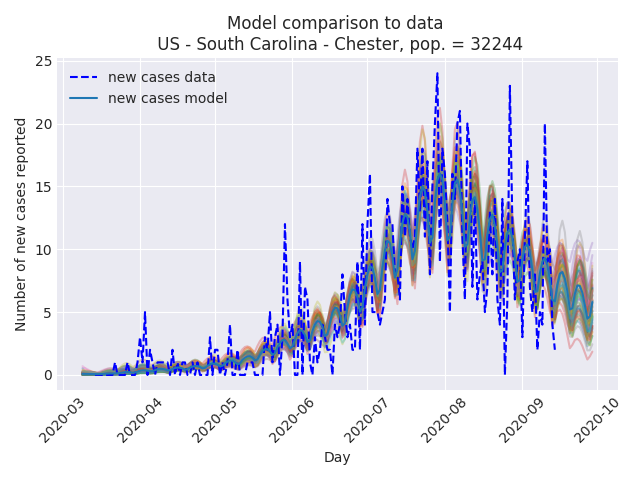 Model comparison to data
US - South Carolina - Chester, pop. = 32244
new cases data
new cases model
Number of new cases reported
25
20
15
10
5
0
2020-03
2020-04
2020-05
2020-06
2020-07
2020-08
2020-09
2020-10
Day